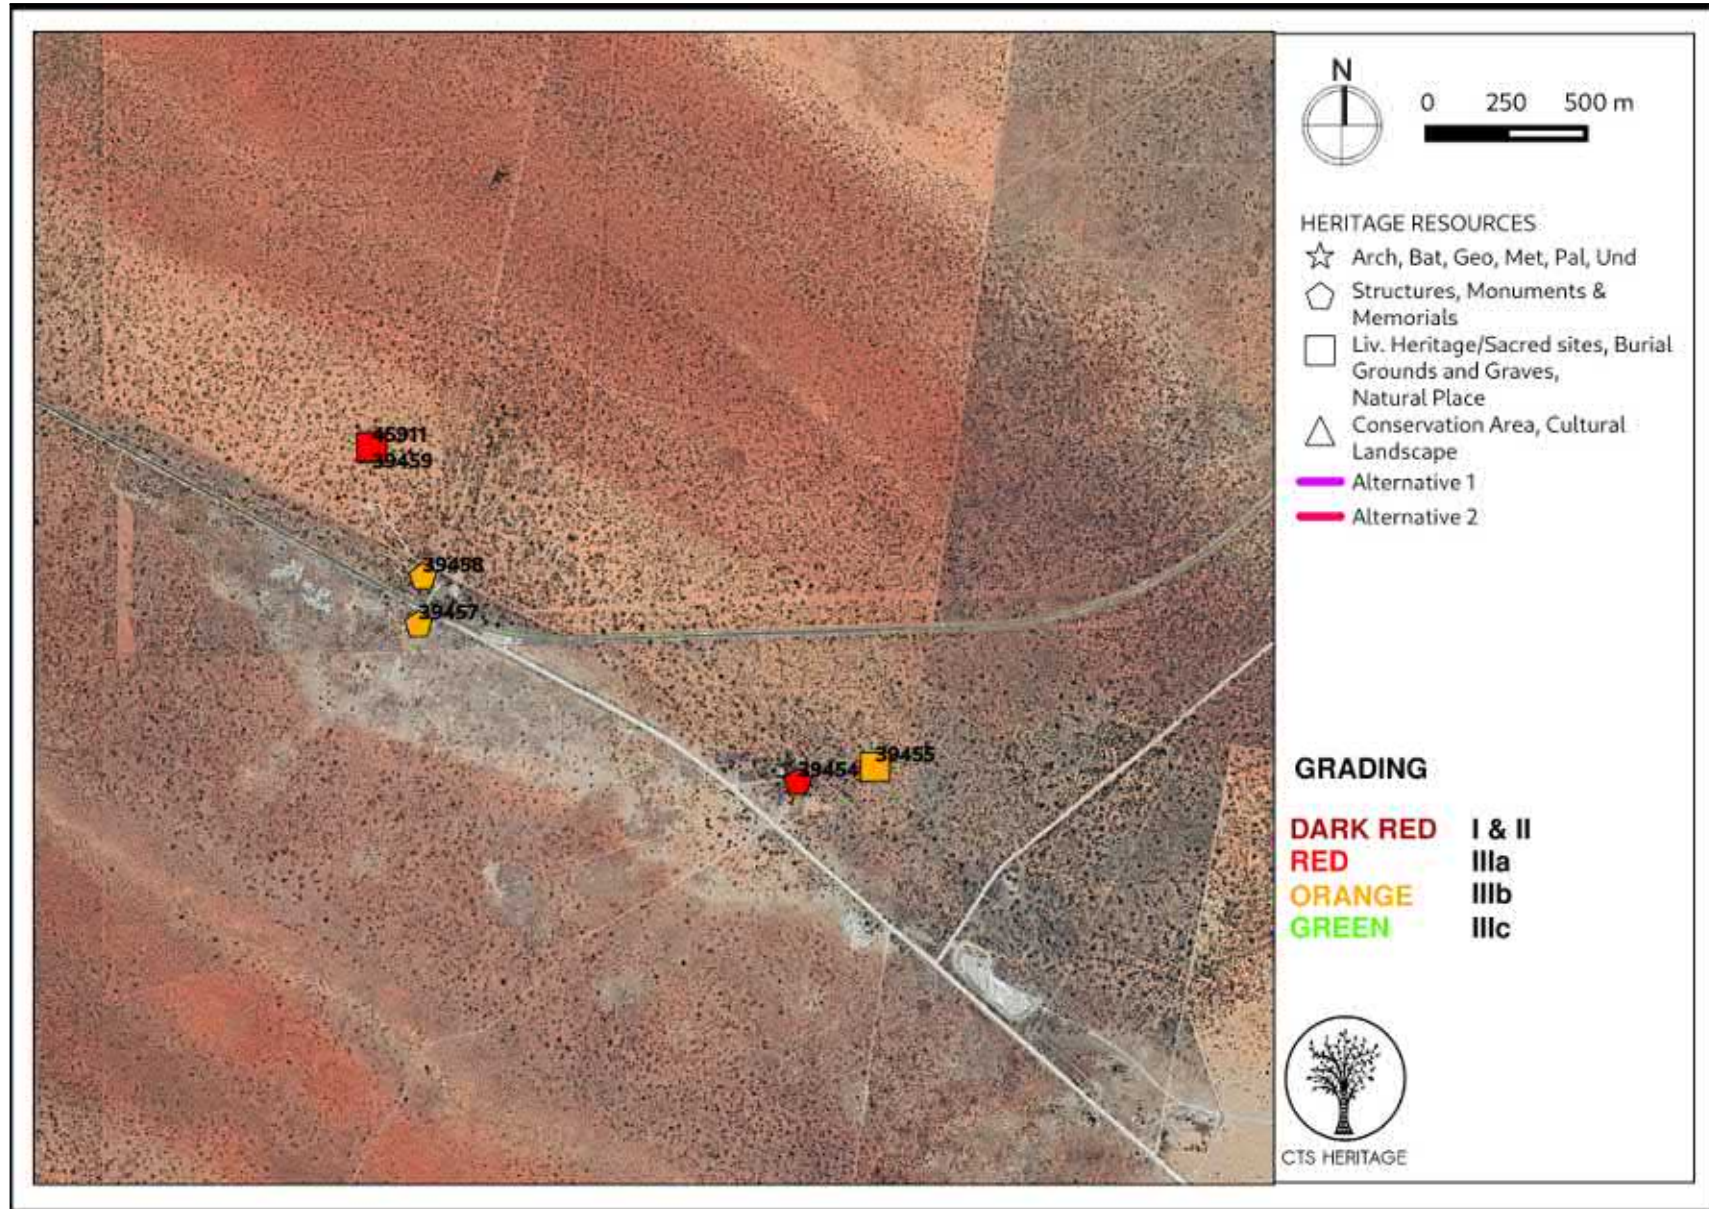 45911
39459
39458
39457
39454
39455
N
0 250 500 m
HERITAGE RESOURCES
Arch, Bat, Geo, Met, Pal, Und
Structures, Monuments &
Memorials
Liv. Heritage/Sacred sites, Burial
Grounds and Graves,
Natural Place
Conservation Area, Cultural
Landscape
Alternative 1
Alternative 2
GRADING
DARK RED I & II
RED IIIa
ORANGE IIIb
GREEN IIIc
CTS HERITAGE